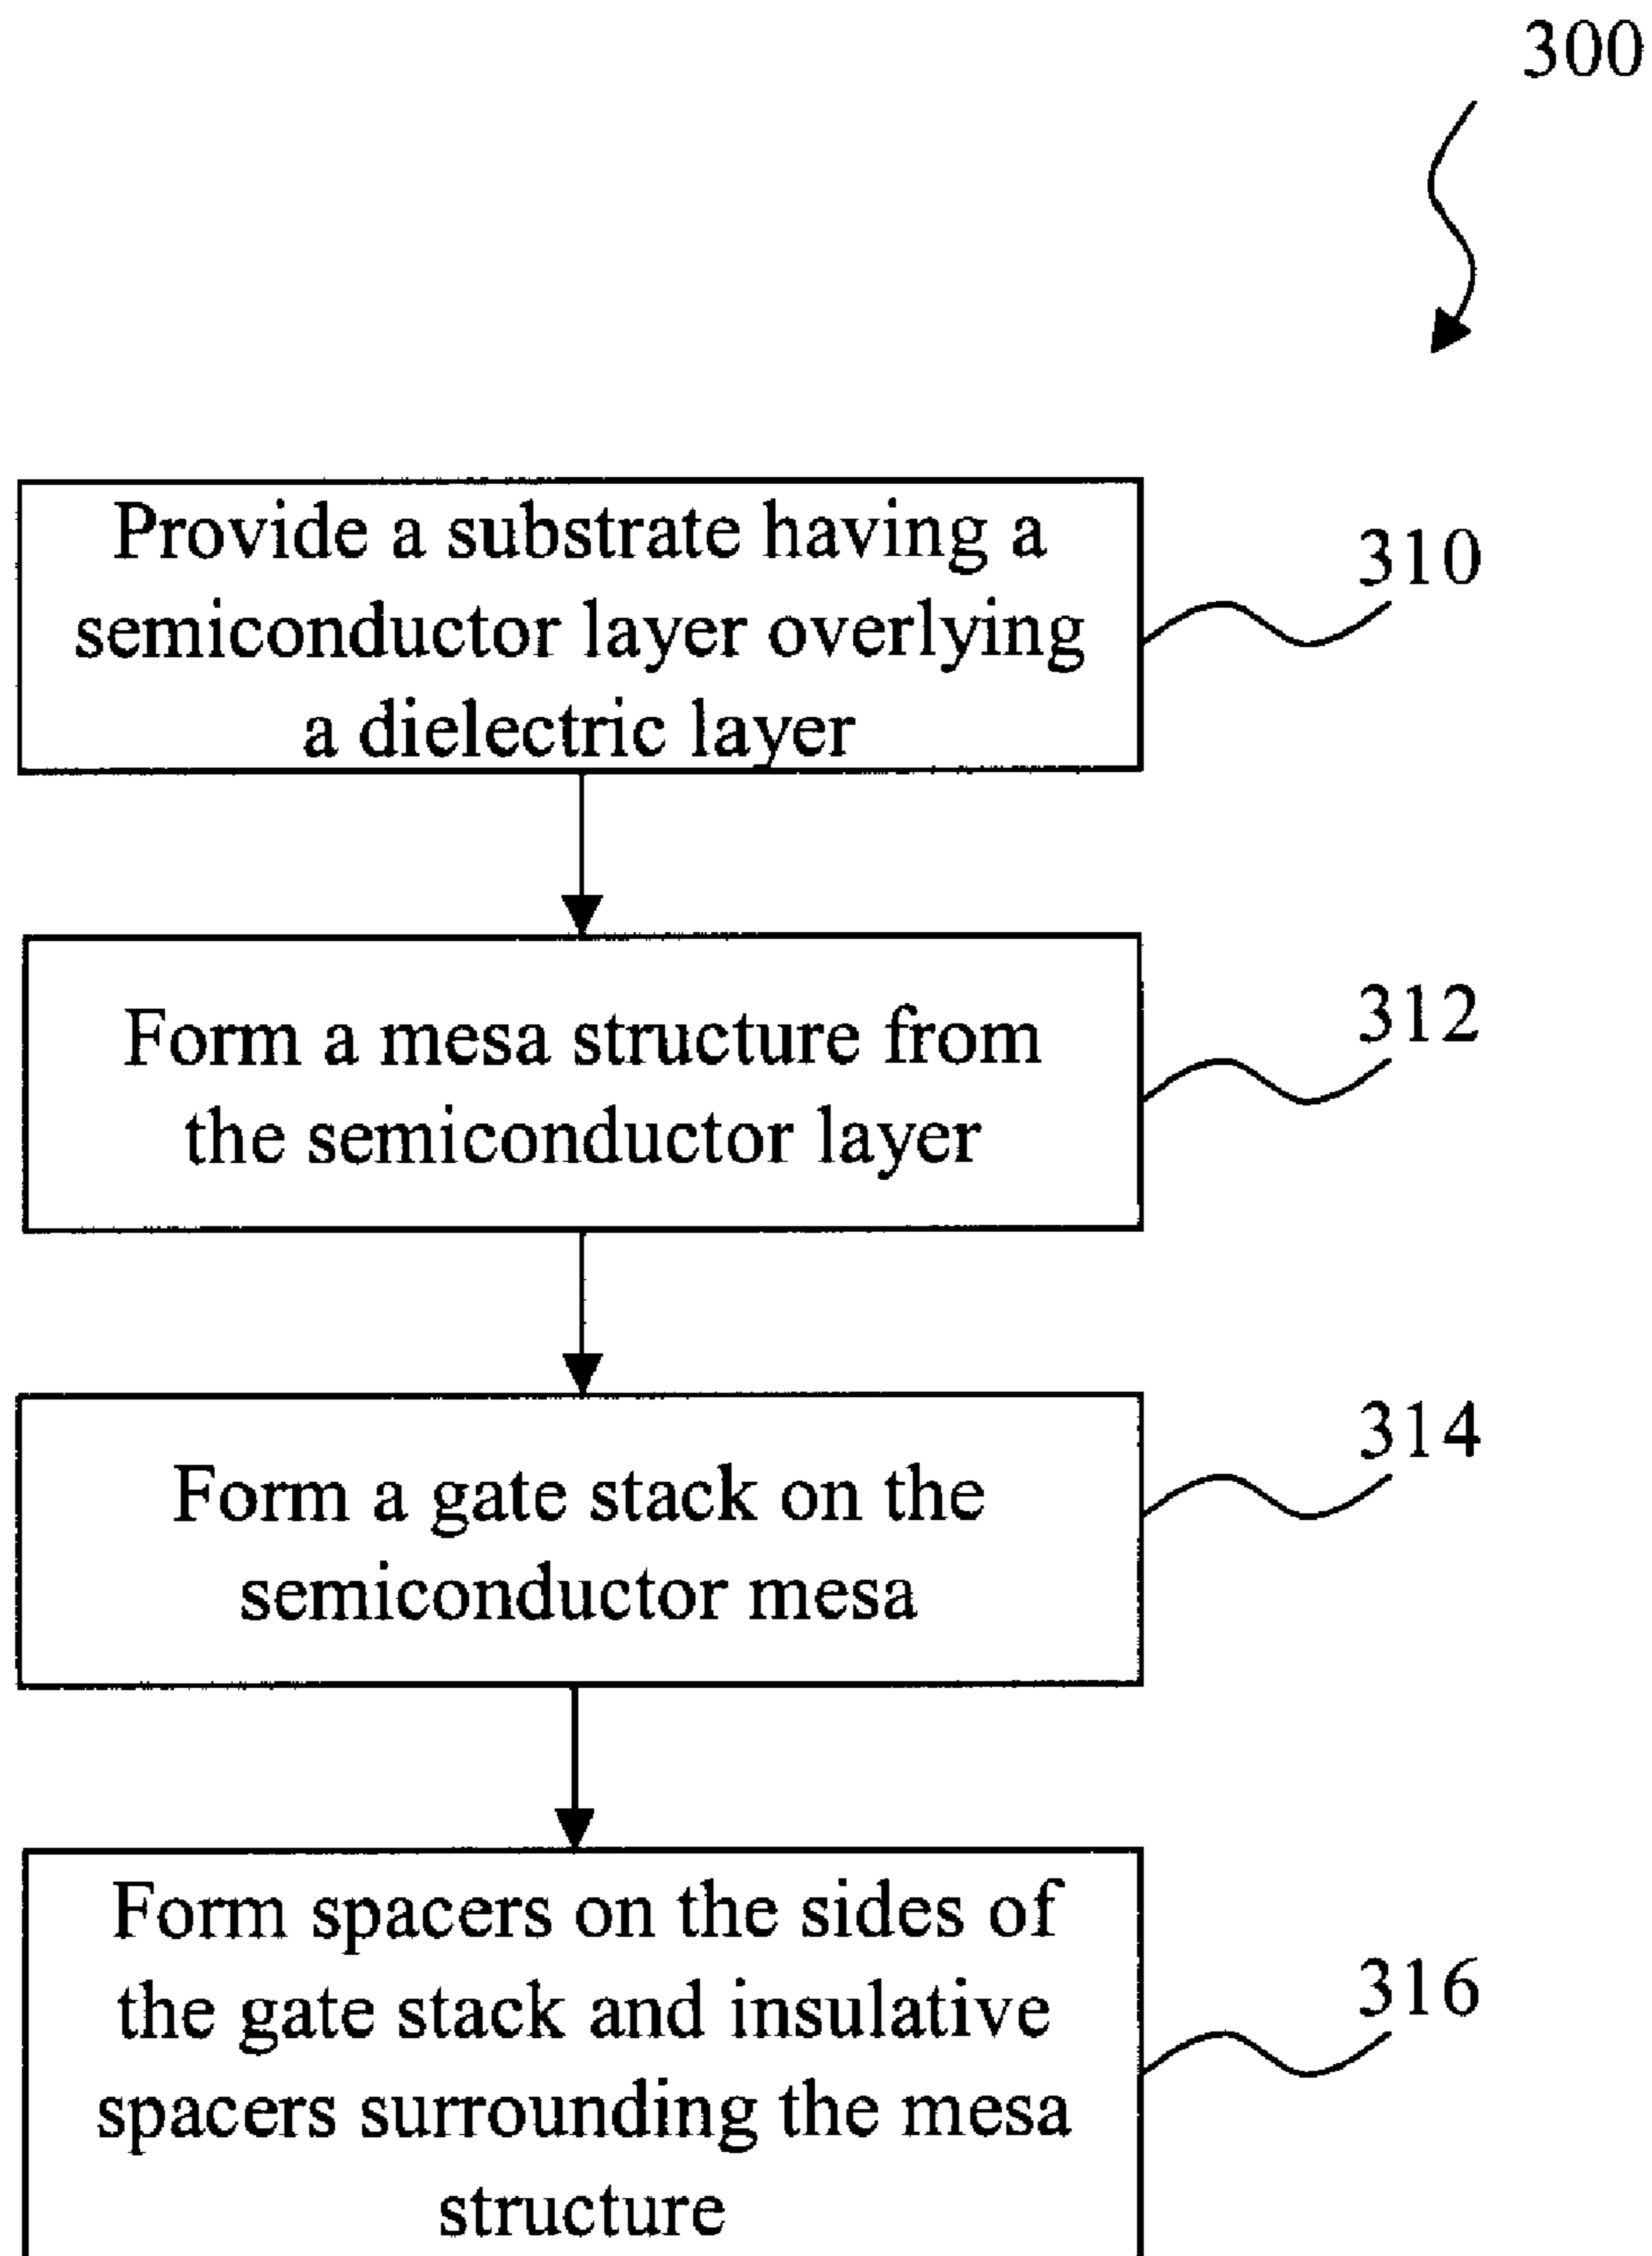 300
Provide a substrate having a
semiconductor layer overlying
a dielectric layer
310
Form a mesa structure from
the semiconductor layer
312
Form a gate stack on the
semiconductor mesa
314
Form spacers on the sides of
the gate stack and insulative
spacers surrounding the mesa
structure
316